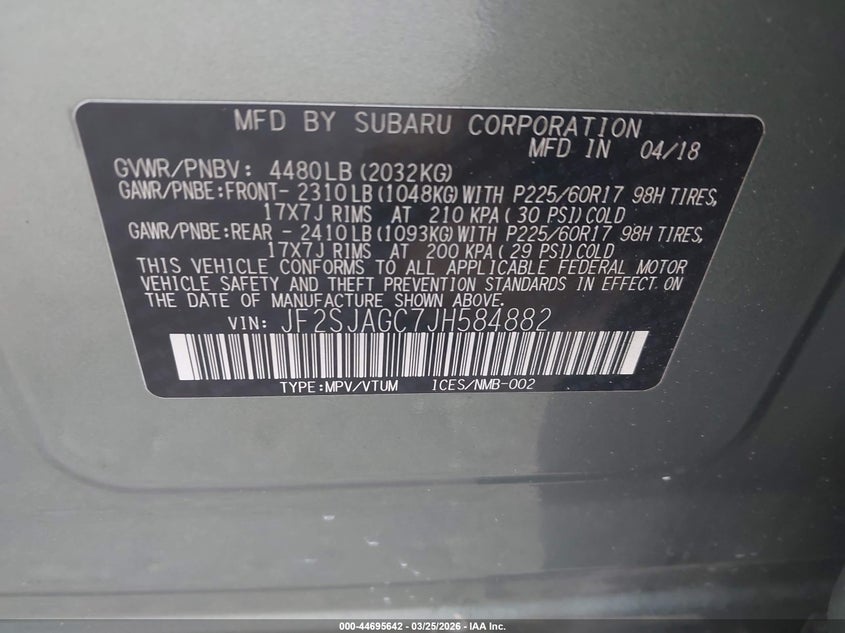 MFD BY SUBARU CORPORATION
MFD IN 04/18
GVWR/PNBV: 4480LB(2032KG)
GAWR/PNBE:FRONT- 2310LB(1048KG)WITH P225/60R17 98H TIRES,
17X7J RIMS AT 210 KPA(30 PSI)COLD
GAWR/PNBE:REAR - 2410LB(1093KG)WITH P225/60R17 98H TIRES,
17X7J RIMS AT 200 KPA(29 PSI)COLD
THIS VEHICLE CONFORMS TO ALL APPLICABLE FEDERAL MOTOR
VEHICLE SAFETY AND THEFT PREVENTION STANDARDS IN EFFECT ON
THE DATE OF MANUFACTURE SHOWN ABOVE.
VIN: JF2SJAGC7JH584882
TYPE:MPV/VTUM ICES/NMB-002
000-44695642 — 03/25/2026 — IAA Inc.